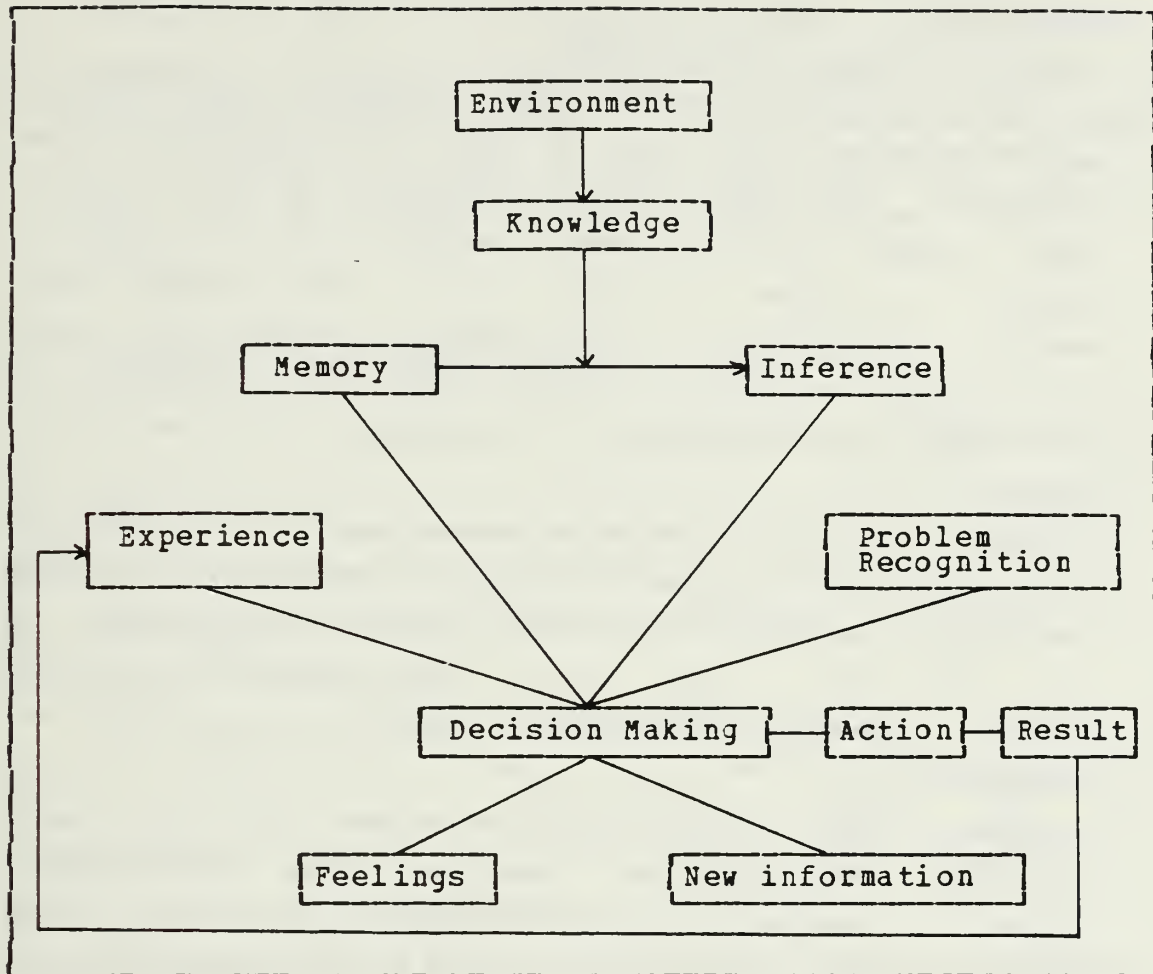 Environment
Knowledge
Memory
Inference
Experience
Problem
Recognition
Decision Making
Action
Result
Feelings
New information